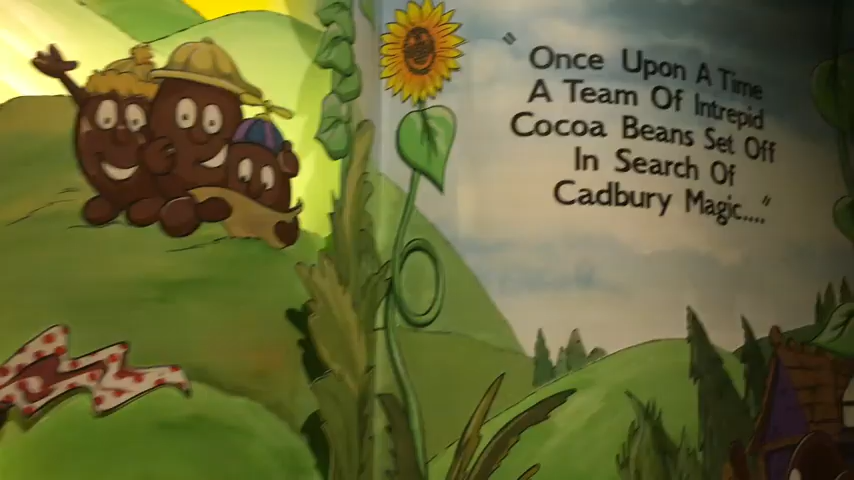 "Once Upon A Time
A Team Of Intrepid
Cocoa Beans Set Off
In Search Of
Cadbury Magic...."